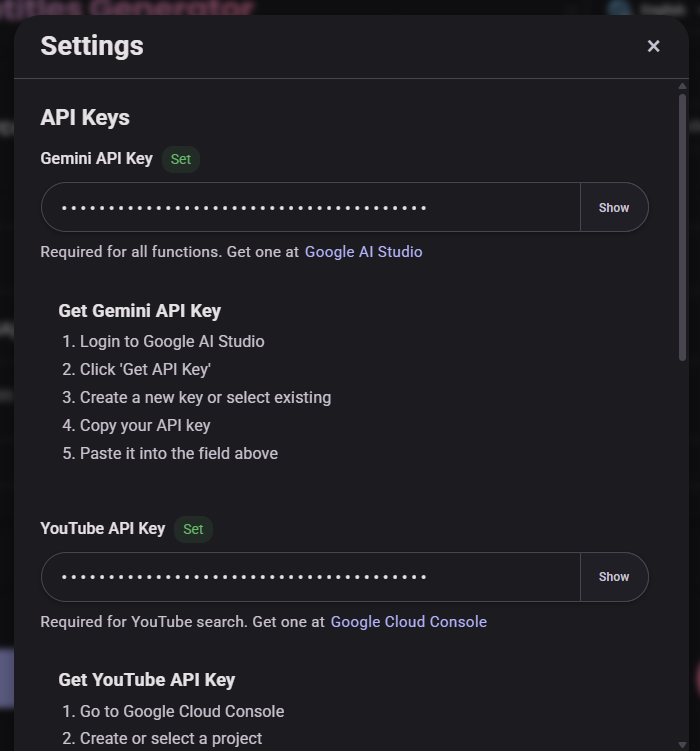 Generator
English
Settings
×
API Keys
Gemini API Key Set
••••••••••••••••••••••••••••••••••••••• Show
Required for all functions. Get one at Google AI Studio
Get Gemini API Key
1. Login to Google AI Studio
2. Click 'Get API Key'
3. Create a new key or select existing
4. Copy your API key
5. Paste it into the field above
YouTube API Key Set
••••••••••••••••••••••••••••••••••••••• Show
Required for YouTube search. Get one at Google Cloud Console
Get YouTube API Key
1. Go to Google Cloud Console
2. Create or select a project